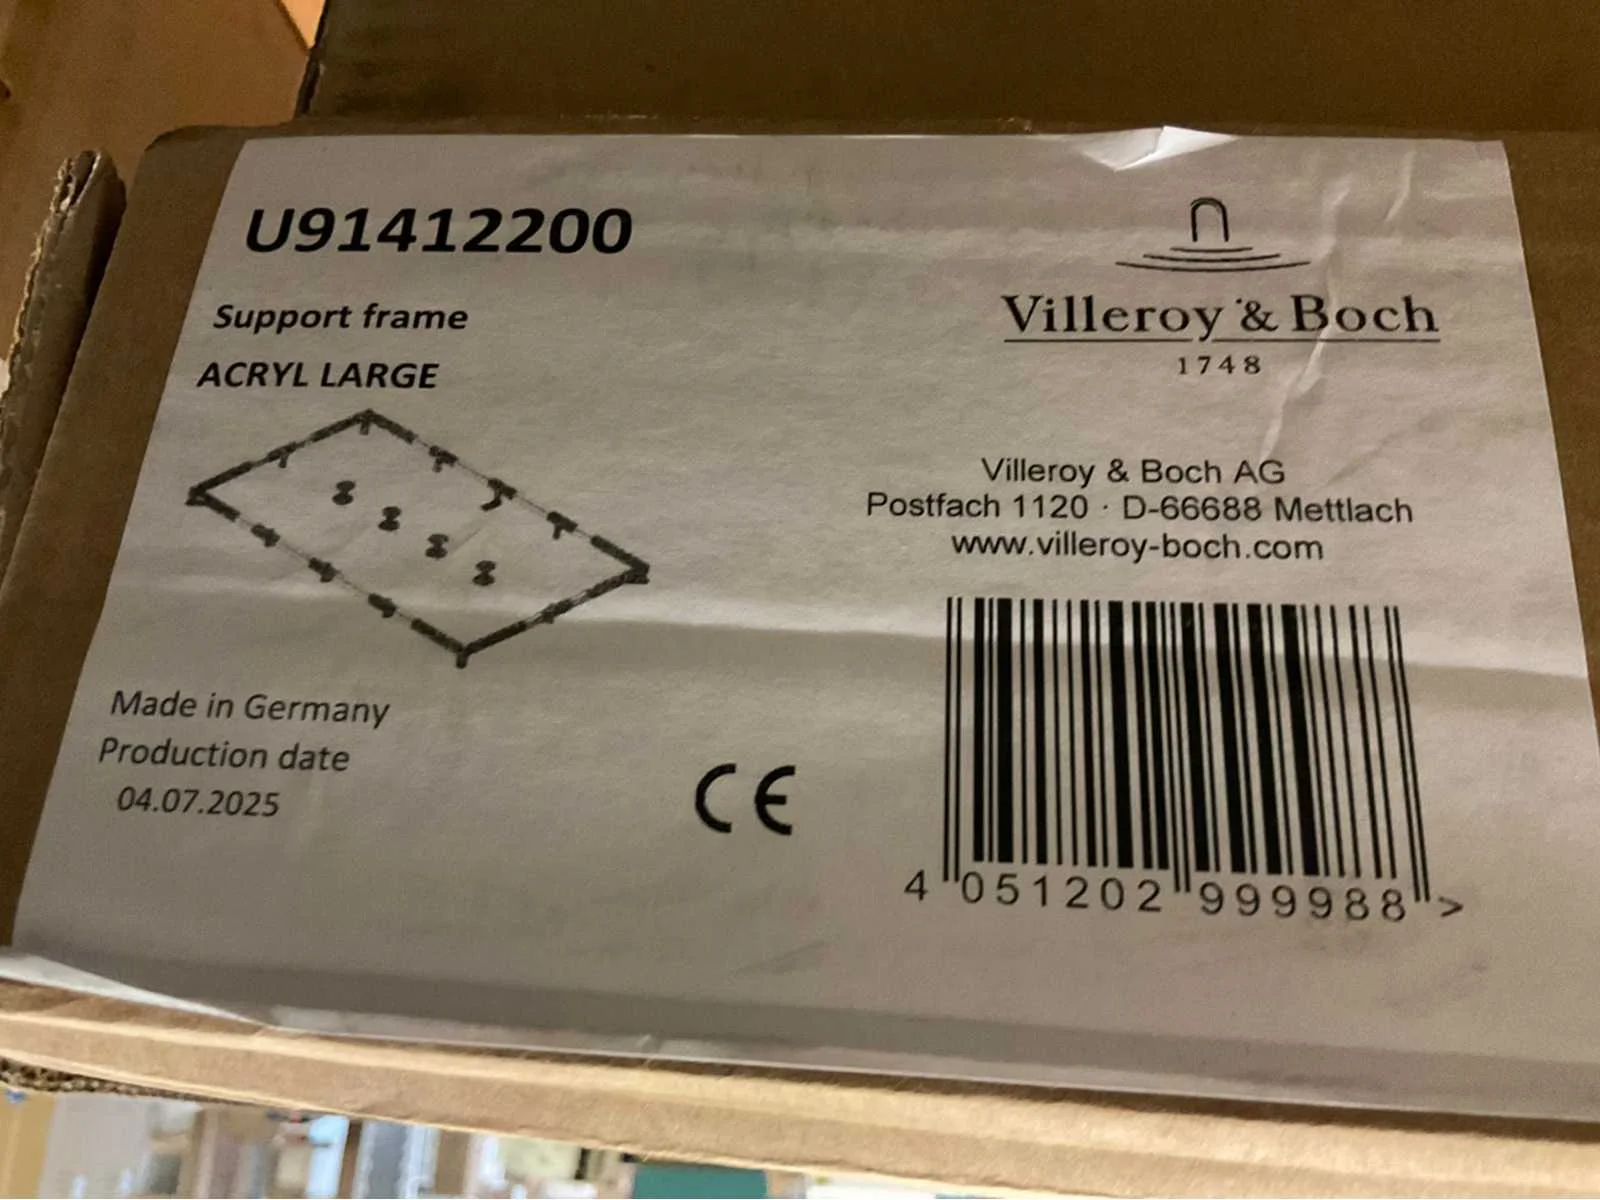 U91412200
Support frame
ACRYL LARGE
Villeroy & Boch
1748
Villeroy & Boch AG
Postfach 1120 · D-66688 Mettlach
www.villeroy-boch.com
Made in Germany
Production date
04.07.2025
CE
4 051202 999988 >